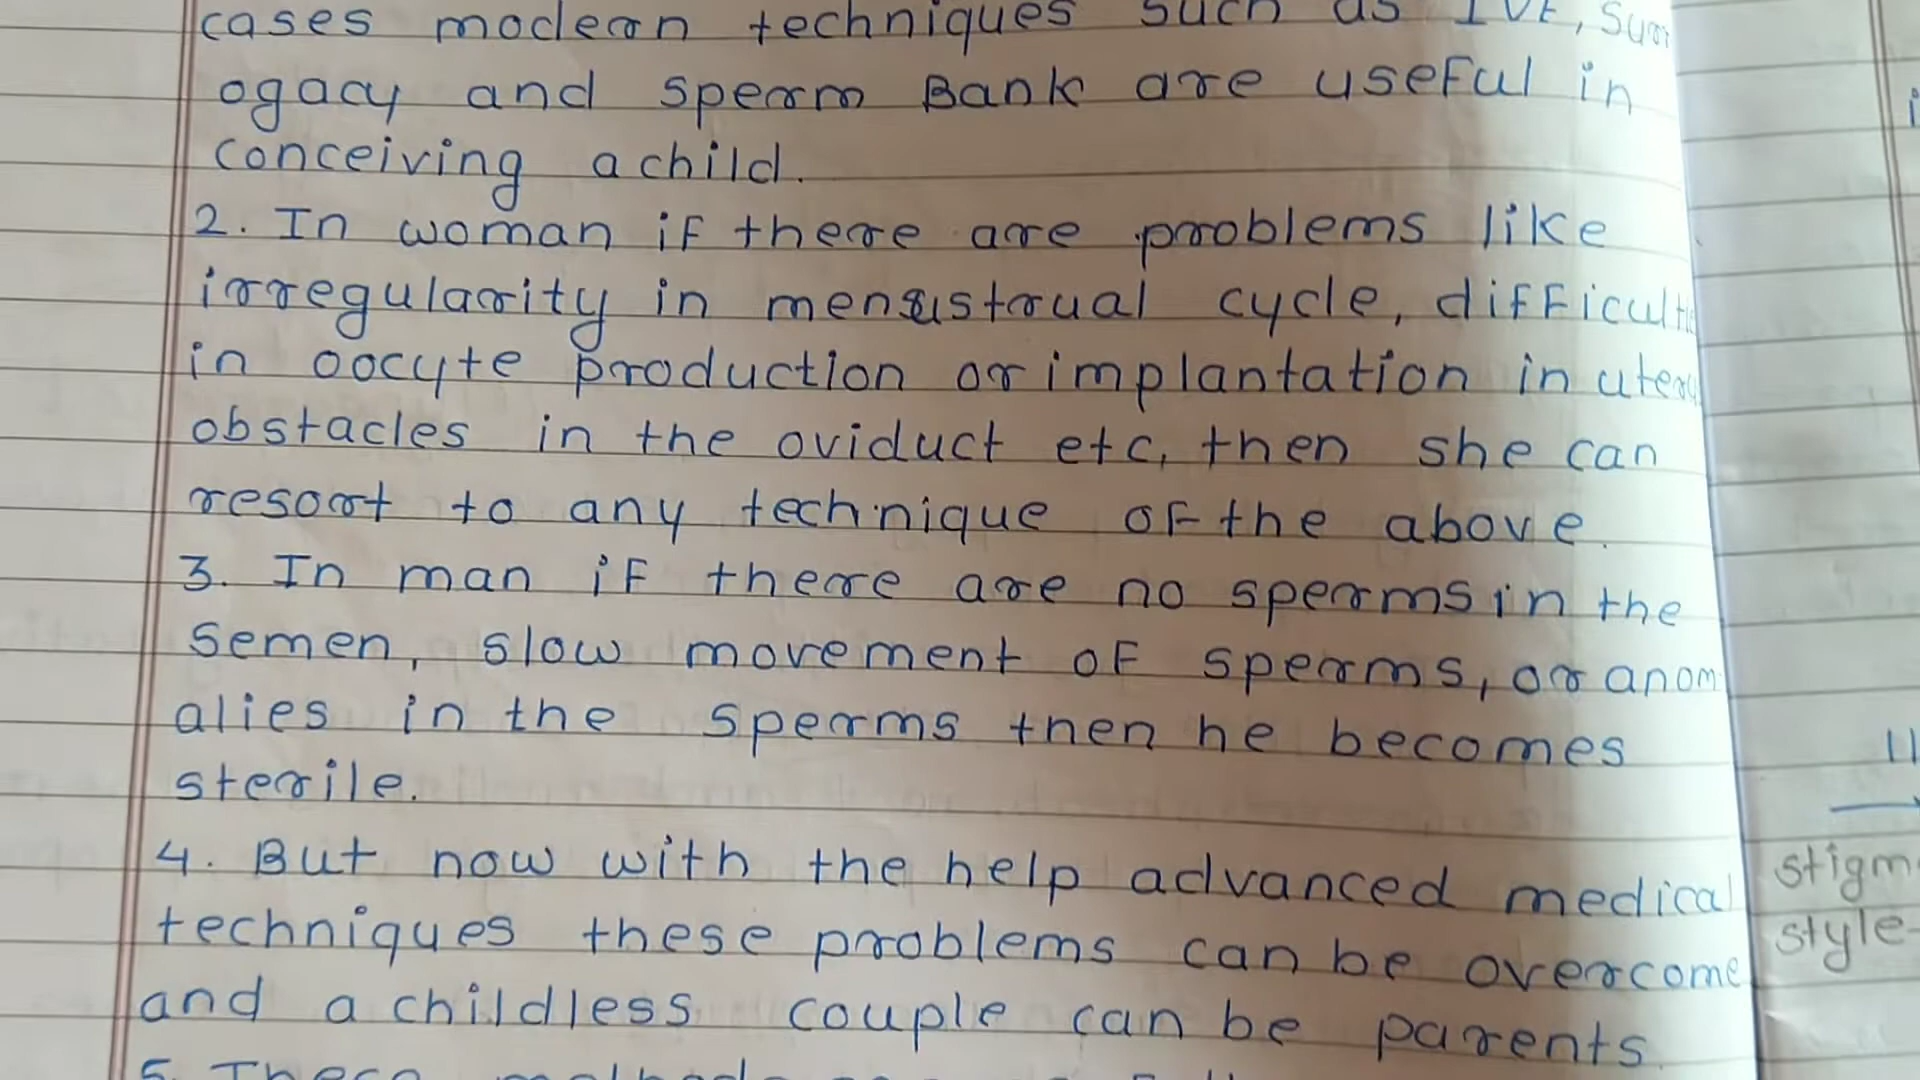 cases modern techniques such as IVF, Surr
ogacy and sperm Bank are useful in
conceiving a child.
2. In woman if there are problems like
irregularity in menstrual cycle, difficulti
in oocyte production or implantation in uteru
obstacles in the oviduct etc, then she can
resort to any technique of the above.
3. In man if there are no sperms in the
semen, slow movement of sperms, or anom
alies in the sperms then he becomes
sterile.
4. But now with the help advanced medical
techniques these problems can be overcome
and a childless couple can be parents.
5. These
stigm
style